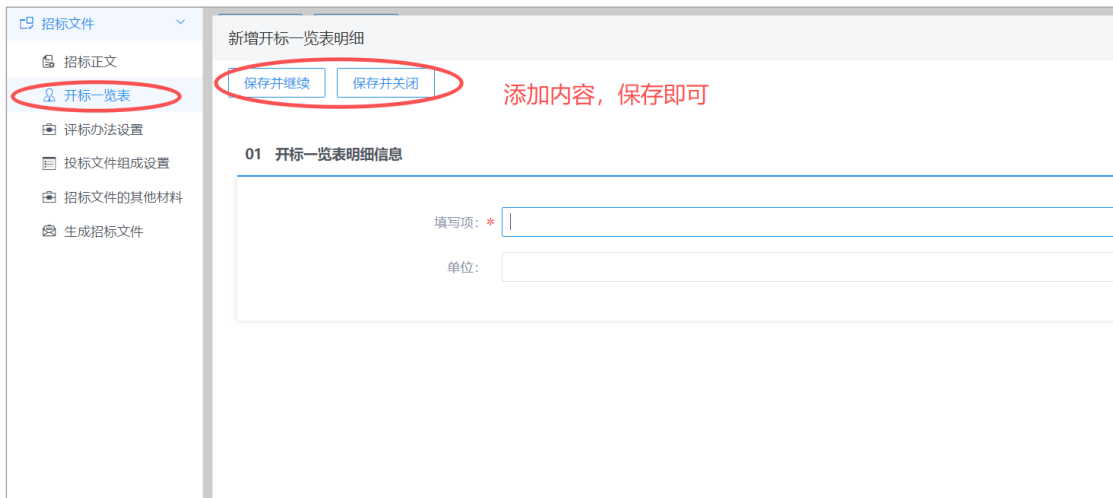 招标文件
招标正文
开标一览表
评标办法设置
投标文件组成设置
招标文件的其他材料
生成招标文件
新增开标一览表明细
保存并继续 保存并关闭
添加内容，保存即可
01 开标一览表明细信息
填写项：*
单位：